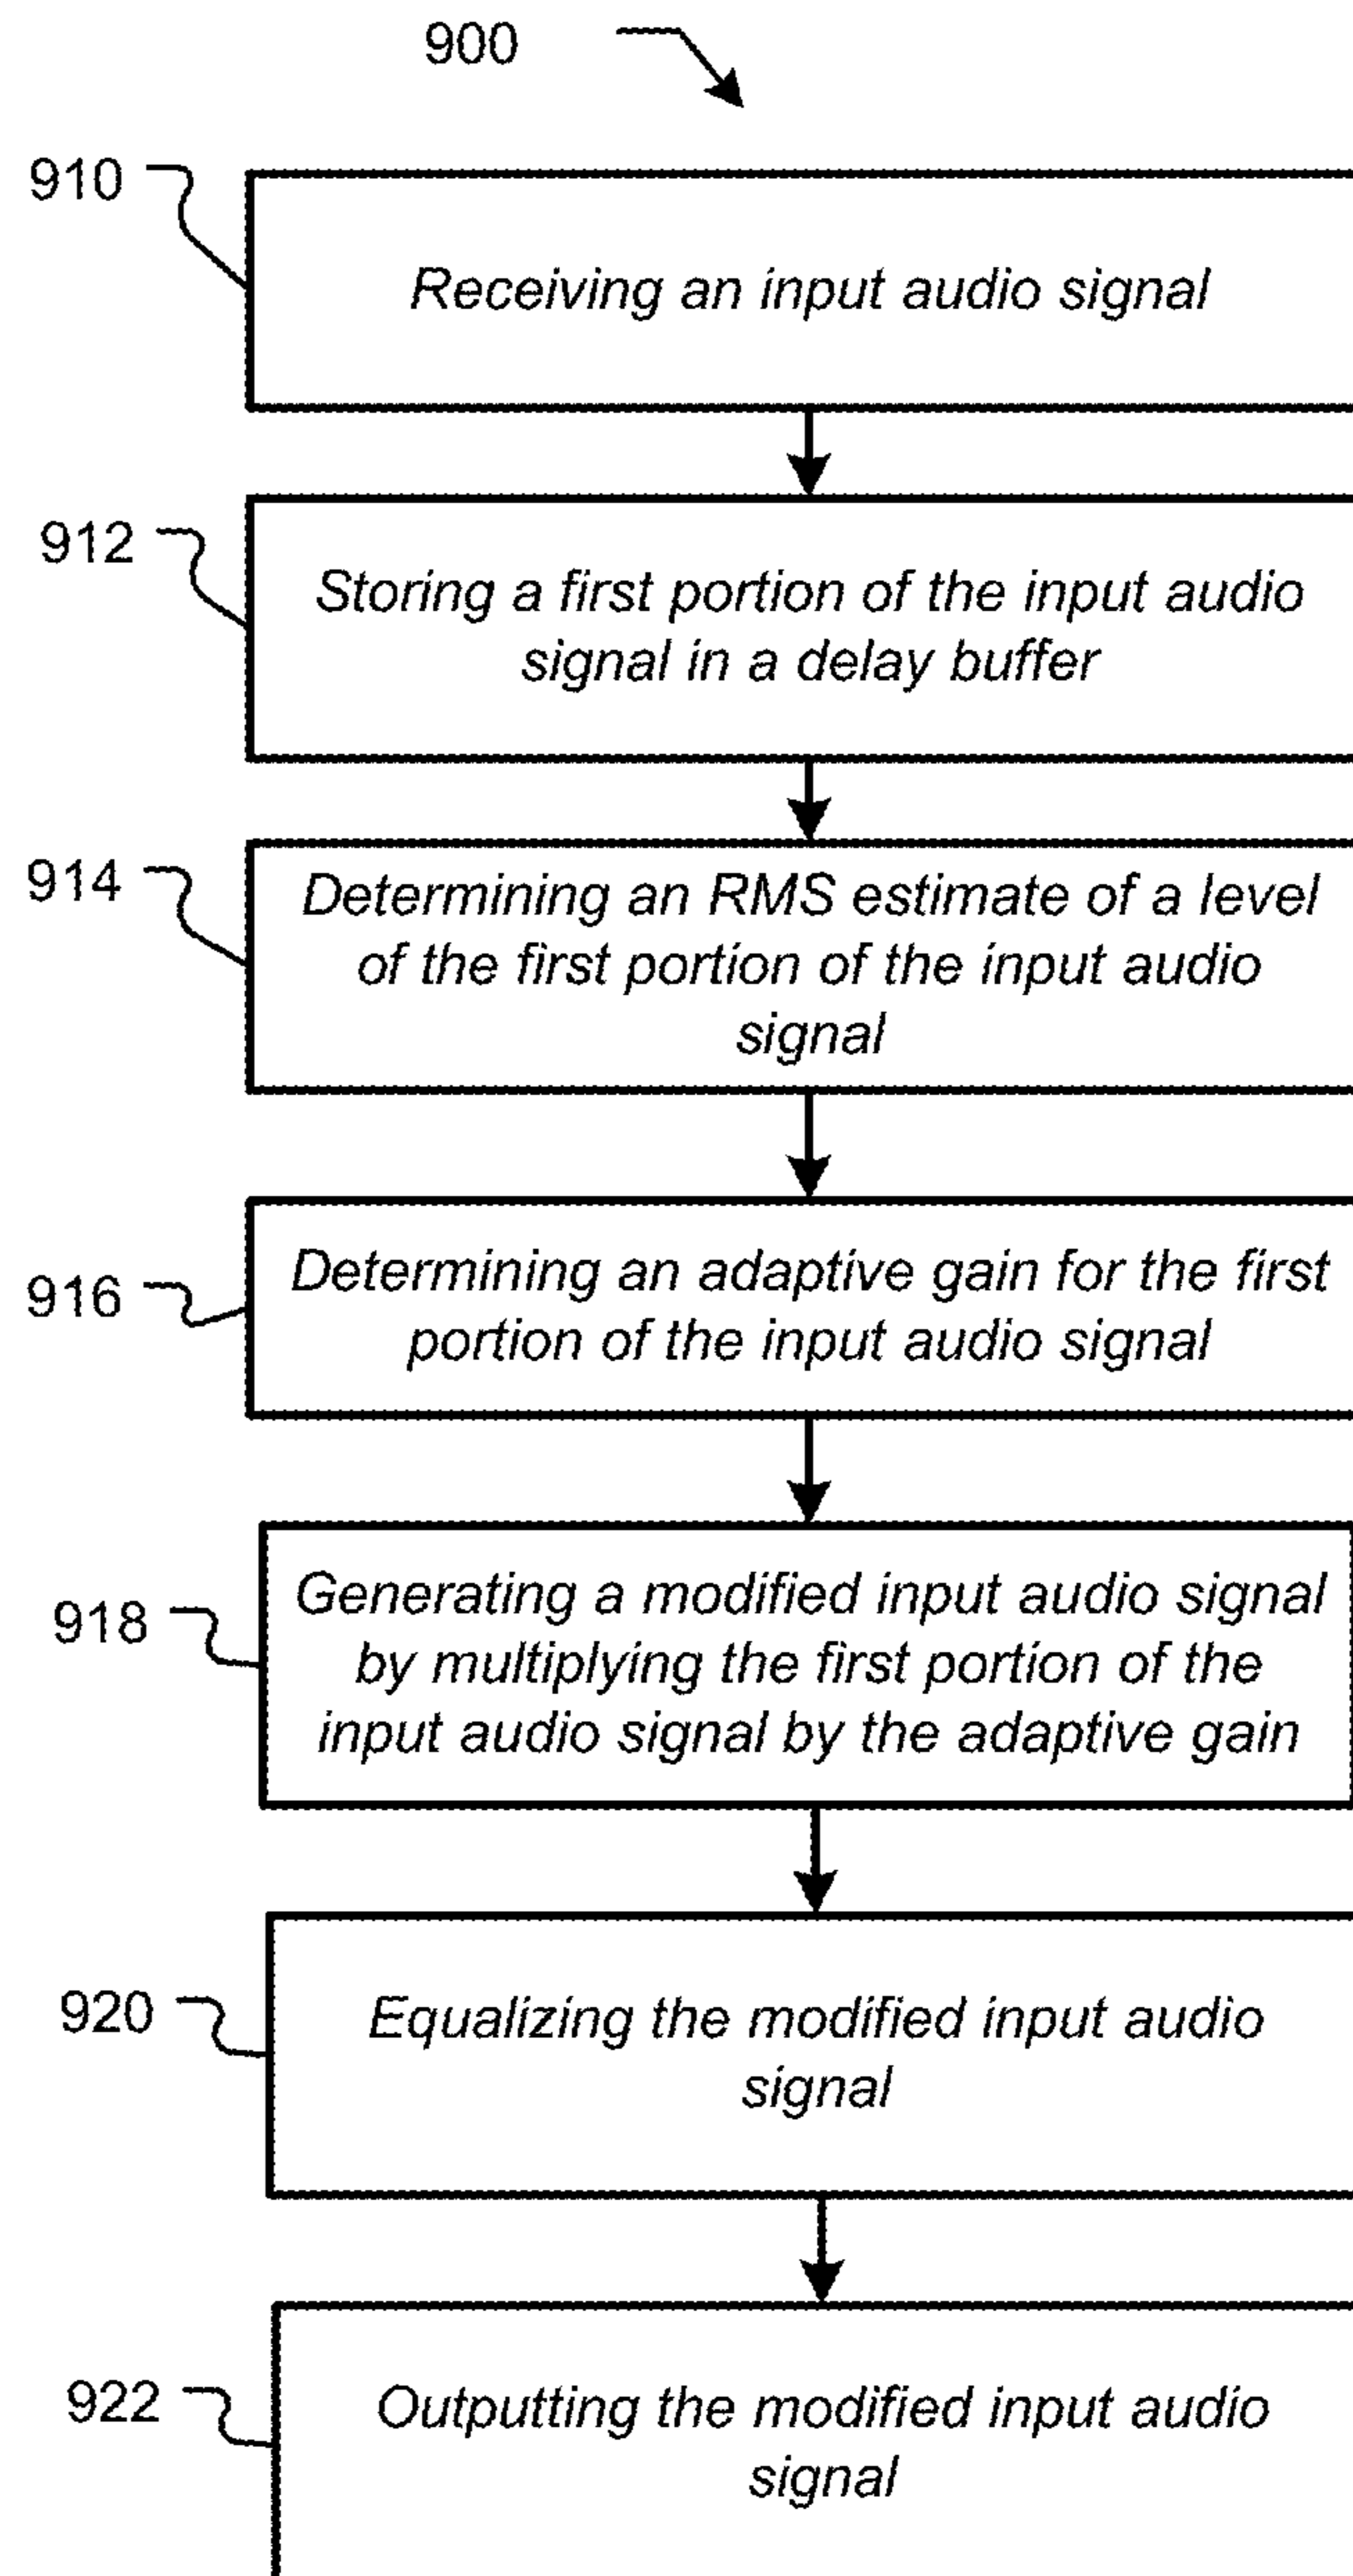 900
910
Receiving an input audio signal
912
Storing a first portion of the input audio
signal in a delay buffer
914
Determining an RMS estimate of a level
of the first portion of the input audio
signal
916
Determining an adaptive gain for the first
portion of the input audio signal
918
Generating a modified input audio signal
by multiplying the first portion of the
input audio signal by the adaptive gain
920
Equalizing the modified input audio
signal
922
Outputting the modified input audio
signal